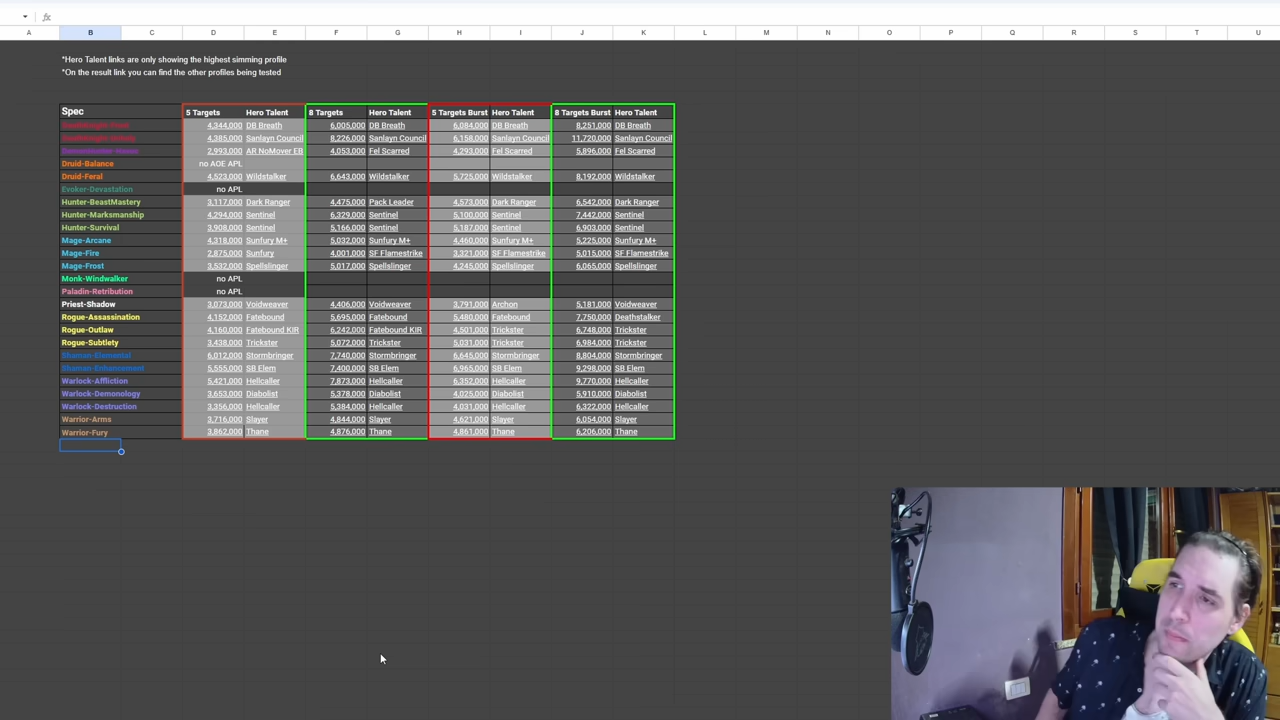 fx
A B C D E F G H I J K L M N O P Q R S T U
*Hero Talent links are only showing the highest simming profile
*On the result link you can find the other profiles being tested
Spec 5 Targets Hero Talent 8 Targets Hero Talent 5 Targets Burst Hero Talent 8 Targets Burst Hero Talent
4,344,000 DB Breath 6,005,000 DB Breath 6,084,000 DB Breath 8,251,000 DB Breath
4,385,000 Sanlayn Council 8,226,000 Sanlayn Council 6,158,000 Sanlayn Council 11,720,000 Sanlayn Council
2,993,000 AR NoMover EB 4,053,000 Fel Scarred 4,293,000 Fel Scarred 5,896,000 Fel Scarred
Druid-Balance no AOE APL
Druid-Feral 4,523,000 Wildstalker 6,643,000 Wildstalker 5,725,000 Wildstalker 8,192,000 Wildstalker
Evoker-Devastation no APL
Hunter-BeastMastery 3,117,000 Dark Ranger 4,475,000 Pack Leader 4,573,000 Dark Ranger 6,542,000 Dark Ranger
Hunter-Marksmanship 4,294,000 Sentinel 6,329,000 Sentinel 5,100,000 Sentinel 7,442,000 Sentinel
Hunter-Survival 3,908,000 Sentinel 5,166,000 Sentinel 5,187,000 Sentinel 6,903,000 Sentinel
Mage-Arcane 4,318,000 Sunfury M+ 5,032,000 Sunfury M+ 4,460,000 Sunfury M+ 5,225,000 Sunfury M+
Mage-Fire 2,875,000 Sunfury 4,001,000 SF Flamestrike 3,321,000 SF Flamestrike 5,015,000 SF Flamestrike
Mage-Frost 3,532,000 Spellslinger 5,017,000 Spellslinger 4,245,000 Spellslinger 6,065,000 Spellslinger
Monk-Windwalker no APL
Paladin-Retribution no APL
Priest-Shadow 3,073,000 Voidweaver 4,406,000 Voidweaver 3,791,000 Archon 5,181,000 Voidweaver
Rogue-Assassination 4,152,000 Fatebound 5,695,000 Fatebound 5,480,000 Fatebound 7,750,000 Deathstalker
Rogue-Outlaw 4,160,000 Fatebound KIR 6,242,000 Fatebound KIR 4,501,000 Trickster 6,748,000 Trickster
Rogue-Subtlety 3,438,000 Trickster 5,072,000 Trickster 5,031,000 Trickster 6,984,000 Trickster
Shaman-Elemental 6,012,000 Stormbringer 7,740,000 Stormbringer 6,645,000 Stormbringer 8,804,000 Stormbringer
Shaman-Enhancement 5,555,000 SB Elem 7,400,000 SB Elem 6,965,000 SB Elem 9,298,000 SB Elem
Warlock-Affliction 5,421,000 Hellcaller 7,873,000 Hellcaller 6,352,000 Hellcaller 9,770,000 Hellcaller
Warlock-Demonology 3,653,000 Diabolist 5,378,000 Diabolist 4,025,000 Diabolist 5,910,000 Diabolist
Warlock-Destruction 3,356,000 Hellcaller 5,384,000 Hellcaller 4,031,000 Hellcaller 6,322,000 Hellcaller
Warrior-Arms 3,716,000 Slayer 4,844,000 Slayer 4,621,000 Slayer 6,054,000 Slayer
Warrior-Fury 3,862,000 Thane 4,876,000 Thane 4,861,000 Thane 6,206,000 Thane